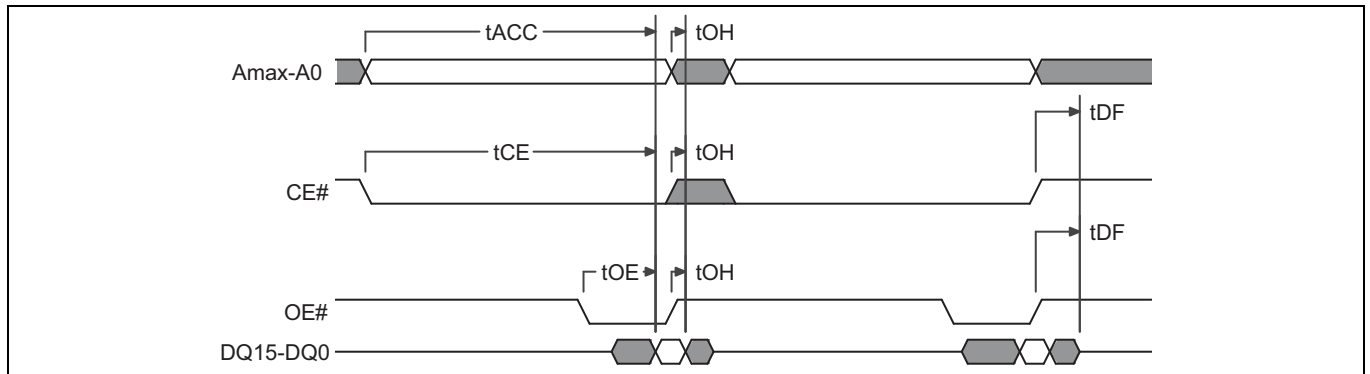 tACC tOH
Amax-A0
tDF
tCE tOH
CE#
tDF
tOE tOH
OE#
DQ15-DQ0